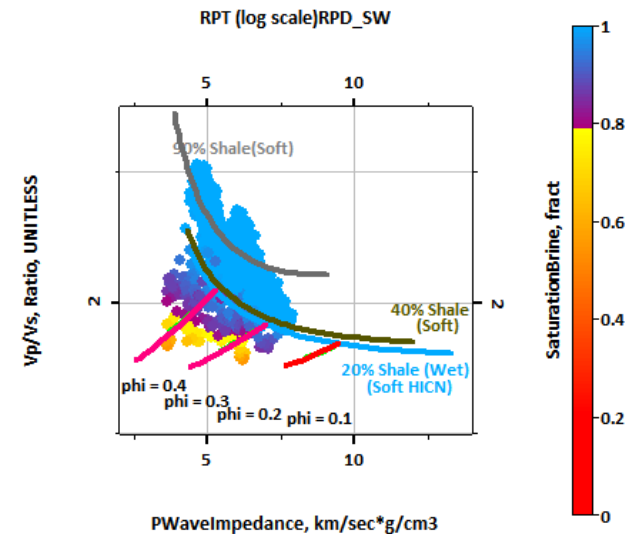 RPT (log scale)RPD_SW
5 10
90% Shale(Soft)
Vp/Vs, Ratio, UNITLESS
2
2
40% Shale
(Soft)
20% Shale (Wet)
(Soft HICN)
phi = 0.4
phi = 0.3
phi = 0.2
phi = 0.1
5 10
PWaveImpedance, km/sec*g/cm3
SaturationBrine, fract
1
0.8
0.6
0.4
0.2
0